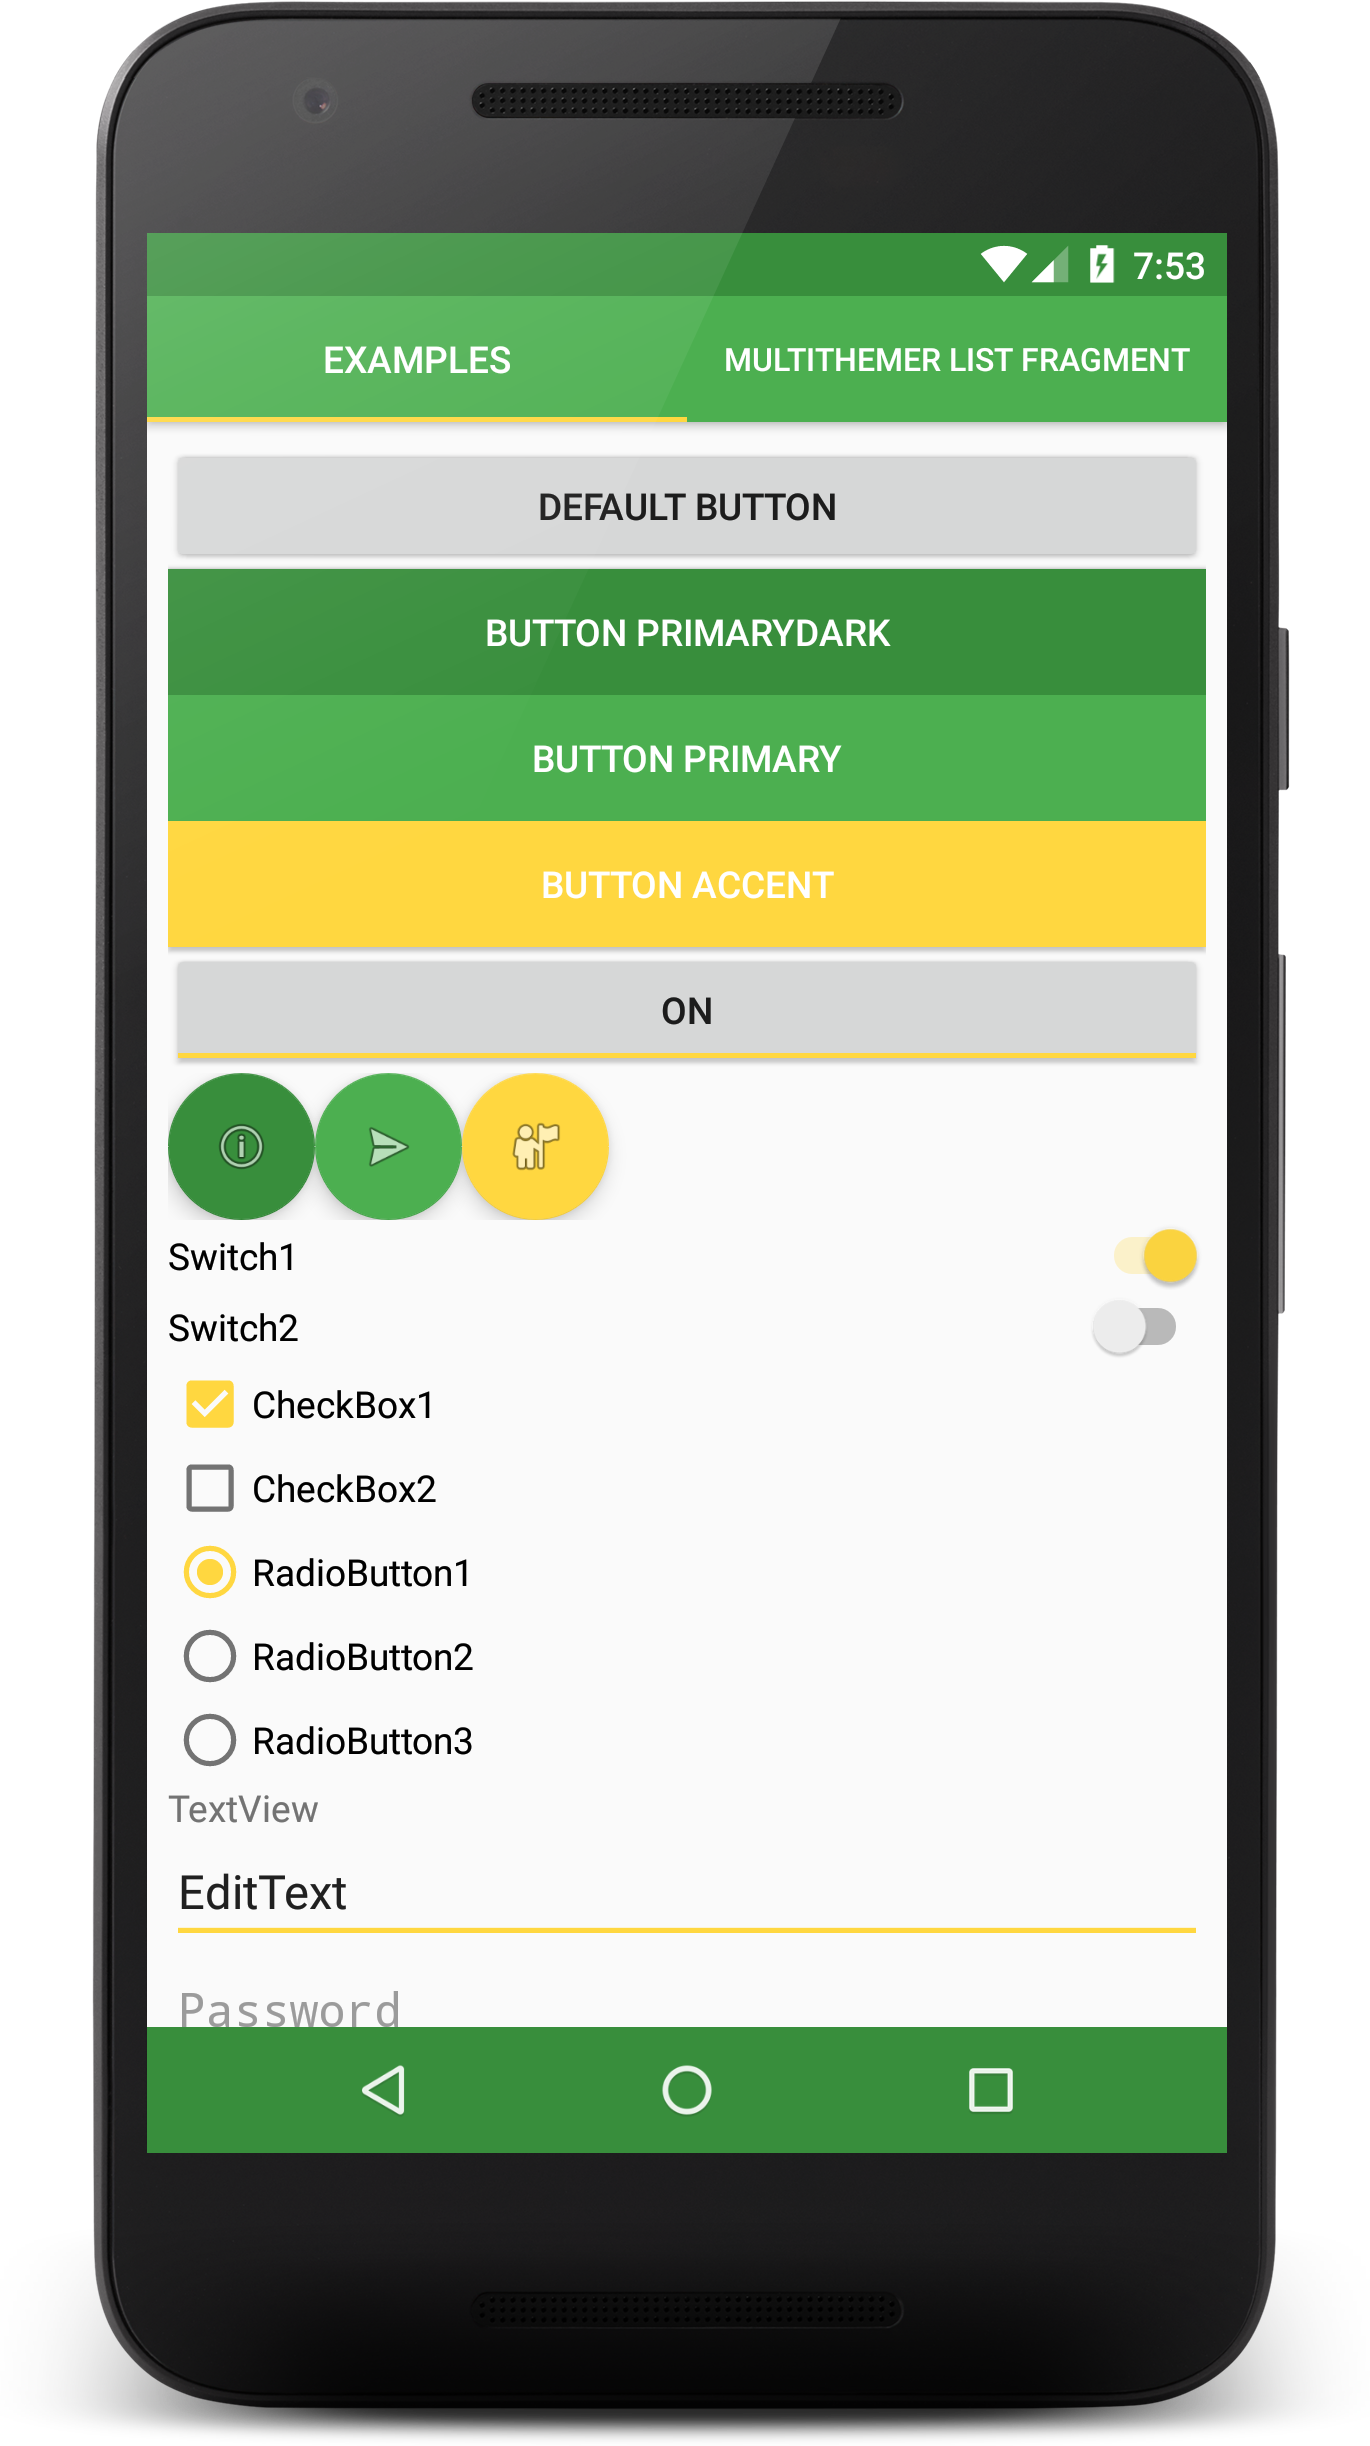 7:53
EXAMPLES
MULTITHEMER LIST FRAGMENT
DEFAULT BUTTON
BUTTON PRIMARYDARK
BUTTON PRIMARY
BUTTON ACCENT
ON
Switch1
Switch2
CheckBox1
CheckBox2
RadioButton1
RadioButton2
RadioButton3
TextView
EditText
Password